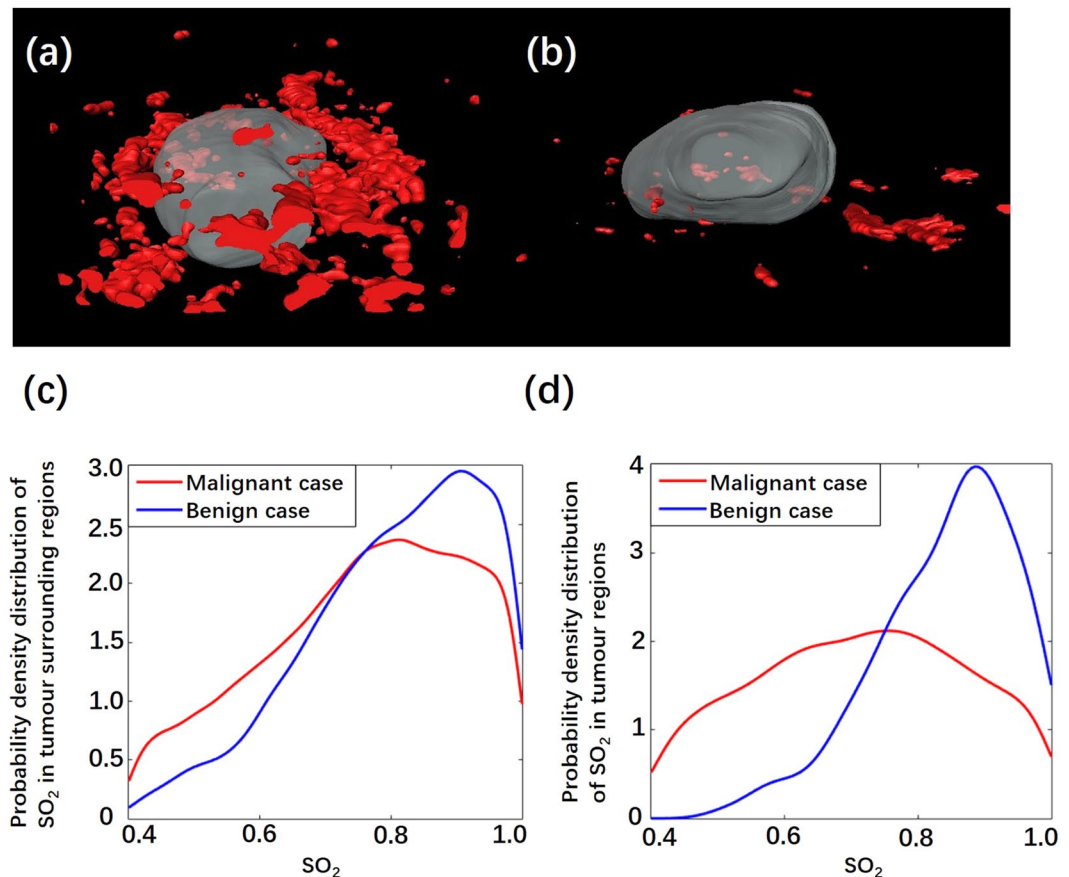 (a)
(b)
(c)
(d)
Probability density distribution of
SO2 in tumour surrounding regions
3.0
2.5
2.0
1.5
1.0
0.5
0
Malignant case
Benign case
0.4
0.6
0.8
1.0
SO2
Probability density distribution
of SO2 in tumour regions
4
3
2
1
0
Malignant case
Benign case
0.4
0.6
0.8
1.0
SO2